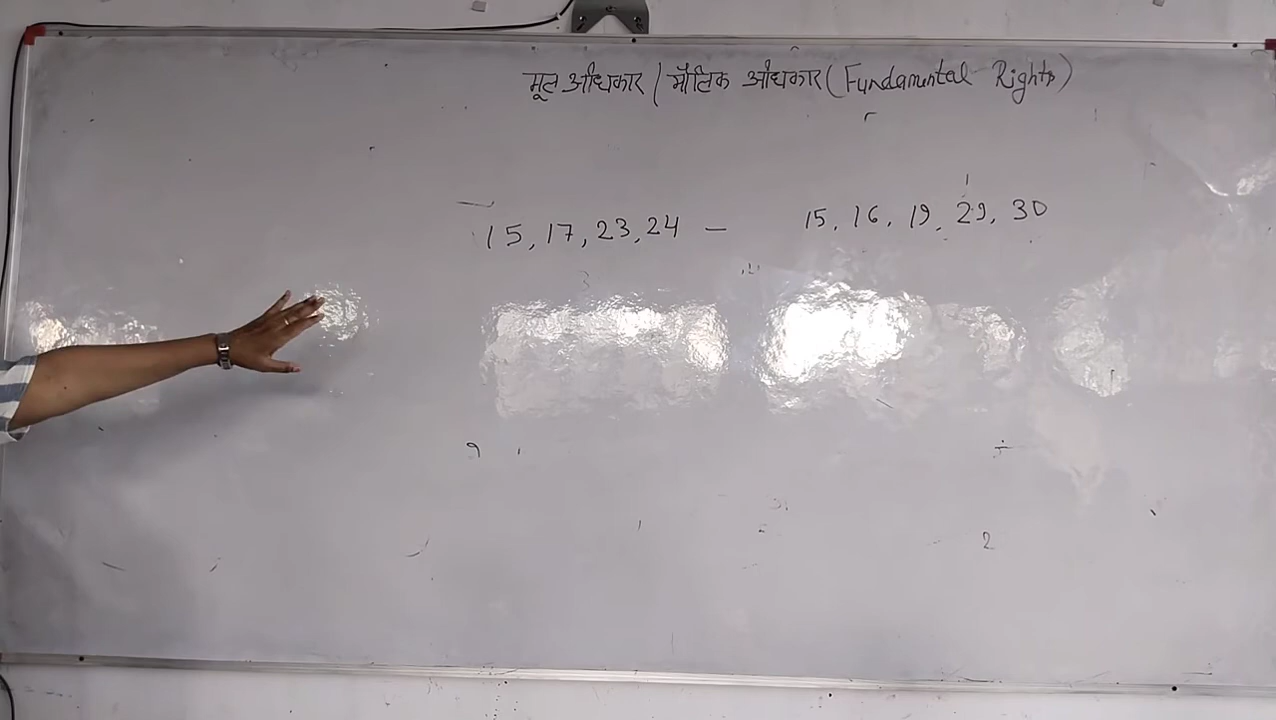 मूल अधिकार / मौलिक अधिकार ( Fundamental Rights )
15, 17, 23, 24 – 15, 16, 19, 29, 30